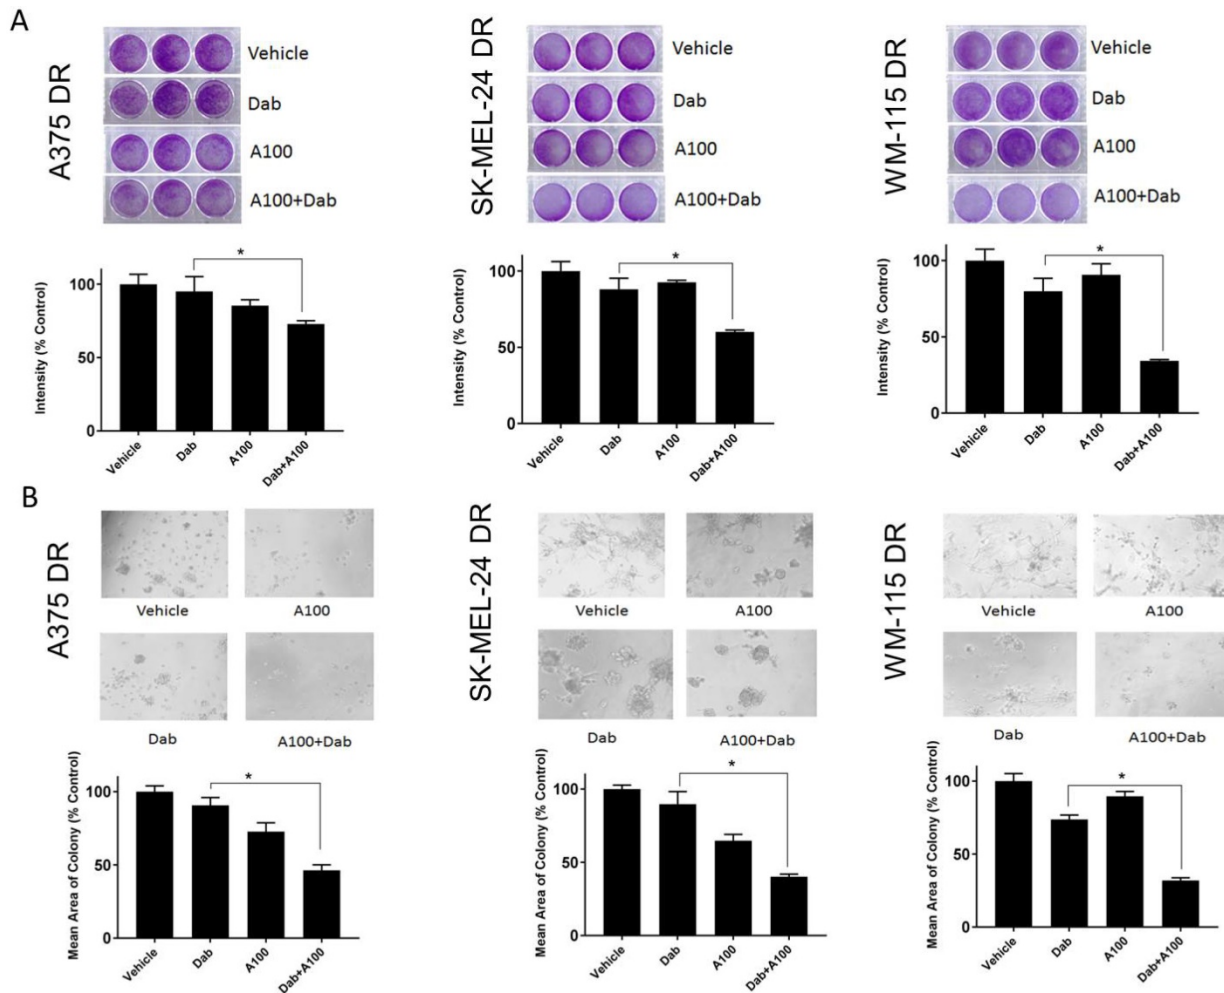 A
A375 DR
Vehicle
Dab
A100
A100+Dab
SK-MEL-24 DR
Vehicle
Dab
A100
A100+Dab
WM-115 DR
Vehicle
Dab
A100
A100+Dab
Intensity (% Control)
100
50
0
*
Vehicle
Dab
A100
Dab+A100
Intensity (% Control)
100
50
0
*
Vehicle
Dab
A100
Dab+A100
Intensity (% Control)
100
50
0
*
Vehicle
Dab
A100
Dab+A100
B
A375 DR
Vehicle
A100
Dab
A100+Dab
SK-MEL-24 DR
Vehicle
A100
Dab
A100+Dab
WM-115 DR
Vehicle
A100
Dab
A100+Dab
Mean Area of Colony (% Control)
100
50
0
*
Vehicle
Dab
A100
Dab+A100
Mean Area of Colony (% Control)
100
50
0
*
Vehicle
Dab
A100
Dab+A100
Mean Area of Colony (% Control)
100
50
0
*
Vehicle
Dab
A100
Dab+A100